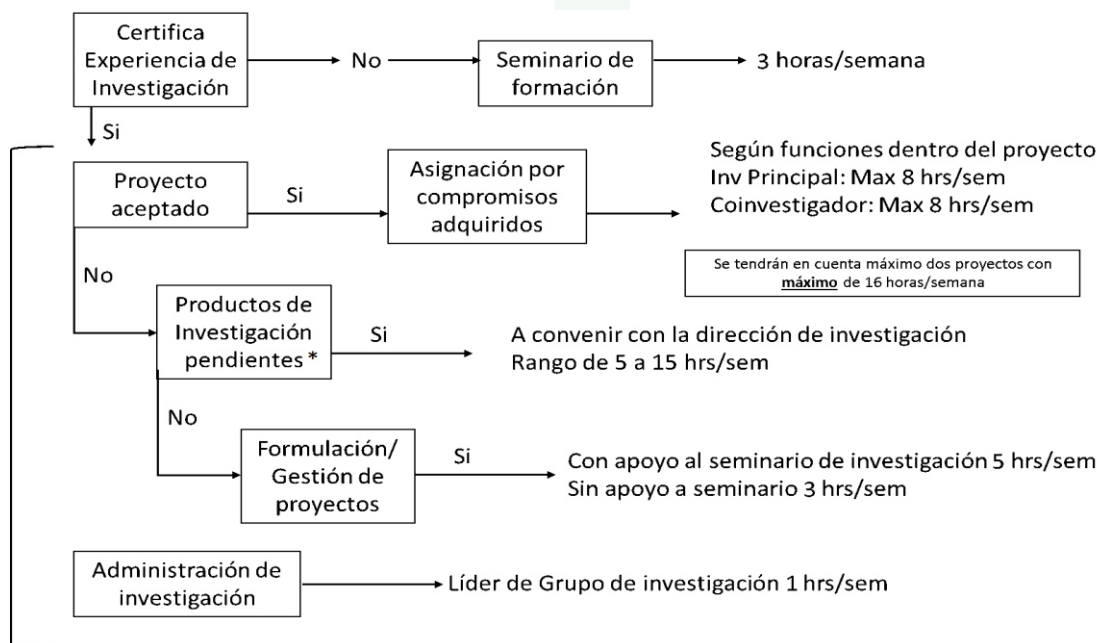 Certifica
Experiencia de
Investigación
No
Seminario de
formación
3 horas/semana
Si
Proyecto
aceptado
Si
Asignación por
compromisos
adquiridos
Según funciones dentro del proyecto
Inv Principal: Max 8 hrs/sem
Coinvestigador: Max 8 hrs/sem
Se tendrán en cuenta máximo dos proyectos con
máximo de 16 horas/semana
No
Productos de
Investigación
pendientes *
Si
A convenir con la dirección de investigación
Rango de 5 a 15 hrs/sem
No
Formulación/
Gestión de
proyectos
Si
Con apoyo al seminario de investigación 5 hrs/sem
Sin apoyo a seminario 3 hrs/sem
Administración de
investigación
Líder de Grupo de investigación 1 hrs/sem